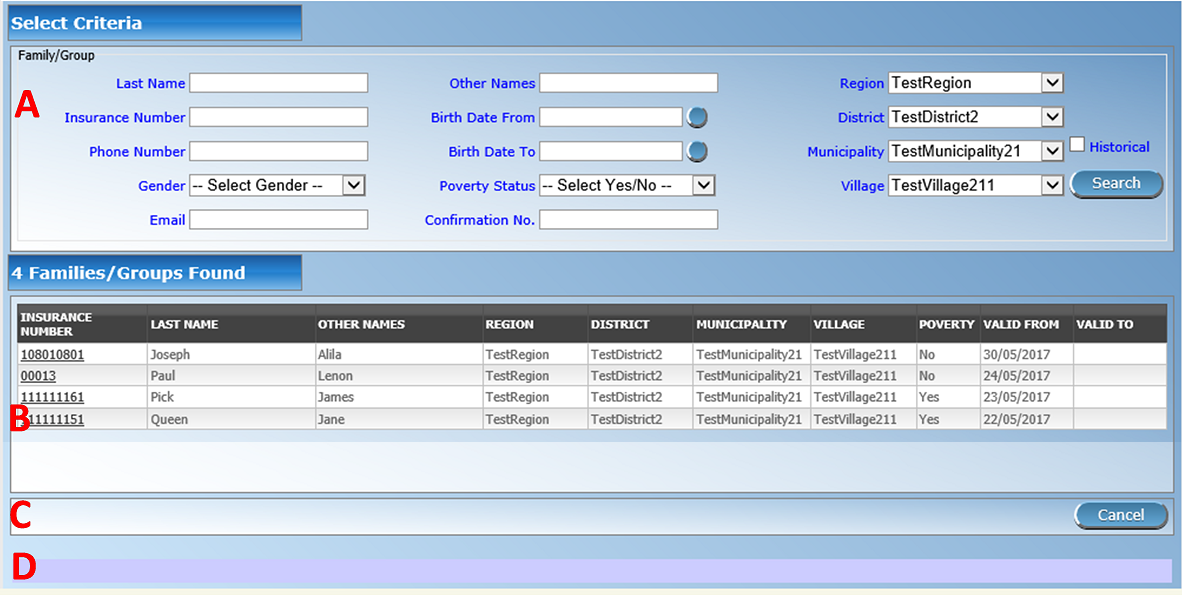 Select Criteria
Family/Group
Last Name Other Names Region TestRegion
A
Insurance Number Birth Date From District TestDistrict2
Phone Number Birth Date To Municipality TestMunicipality21 Historical
Gender -- Select Gender -- Poverty Status -- Select Yes/No -- Village TestVillage211 Search
Email Confirmation No.
4 Families/Groups Found
INSURANCE NUMBER LAST NAME OTHER NAMES REGION DISTRICT MUNICIPALITY VILLAGE POVERTY VALID FROM VALID TO
108010801 Joseph Alila TestRegion TestDistrict2 TestMunicipality21 TestVillage211 No 30/05/2017
00013 Paul Lenon TestRegion TestDistrict2 TestMunicipality21 TestVillage211 No 24/05/2017
111111161 Pick James TestRegion TestDistrict2 TestMunicipality21 TestVillage211 Yes 23/05/2017
B
Queen Jane TestRegion TestDistrict2 TestMunicipality21 TestVillage211 Yes 22/05/2017
C
Cancel
D